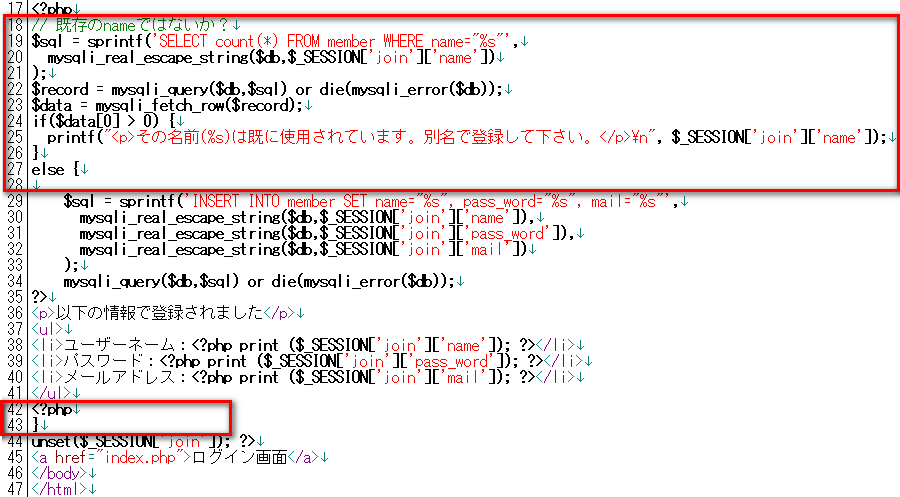 17 <?php↓
18 // 既存のnameではないか？↓
19 $sql = sprintf('SELECT count(*) FROM member WHERE name="%s"',↓
20 mysqli_real_escape_string($db,$_SESSION['join']['name'])↓
21 );↓
22 $record = mysqli_query($db,$sql) or die(mysqli_error($db));↓
23 $data = mysqli_fetch_row($record);↓
24 if($data[0] > 0) {↓
25 printf("<p>その名前(%s)は既に使用されています。別名で登録して下さい。</p>\n", $_SESSION['join']['name']);↓
26 }↓
27 else {↓
28 ↓
29 $sql = sprintf('INSERT INTO member SET name="%s", pass_word="%s", mail="%s"',↓
30 mysqli_real_escape_string($db,$_SESSION['join']['name']),↓
31 mysqli_real_escape_string($db,$_SESSION['join']['pass_word']),↓
32 mysqli_real_escape_string($db,$_SESSION['join']['mail'])↓
33 );↓
34 mysqli_query($db,$sql) or die(mysqli_error($db));↓
35 ?>↓
36 <p>以下の情報で登録されました</p>↓
37 <ul>↓
38 <li>ユーザーネーム：<?php print ($_SESSION['join']['name']); ?></li>↓
39 <li>パスワード：<?php print ($_SESSION['join']['pass_word']); ?></li>↓
40 <li>メールアドレス：<?php print ($_SESSION['join']['mail']); ?></li>↓
41 </ul>↓
42 <?php↓
43 }↓
44 unset($_SESSION['join']); ?>↓
45 <a href="index.php">ログイン画面</a>↓
46 </body>↓
47 </html>↓